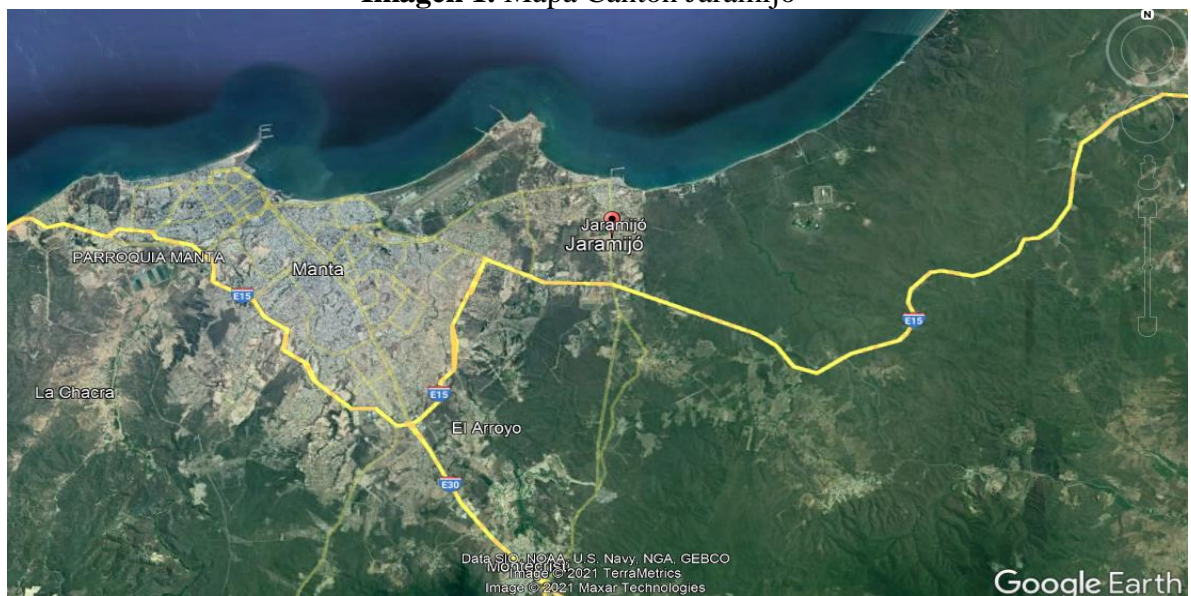 Imagen 1. Mapa Cantón Jaramijó
N
Jaramijó
Jaramijó
PARROQUIA MANTA
Manta
E15
E15
La Chacra
E15
El Arroyo
E30
Data SIO, NOAA, U.S. Navy, NGA, GEBCO
Montecristi
Image © 2021 TerraMetrics
Image © 2021 Maxar Technologies
Google Earth